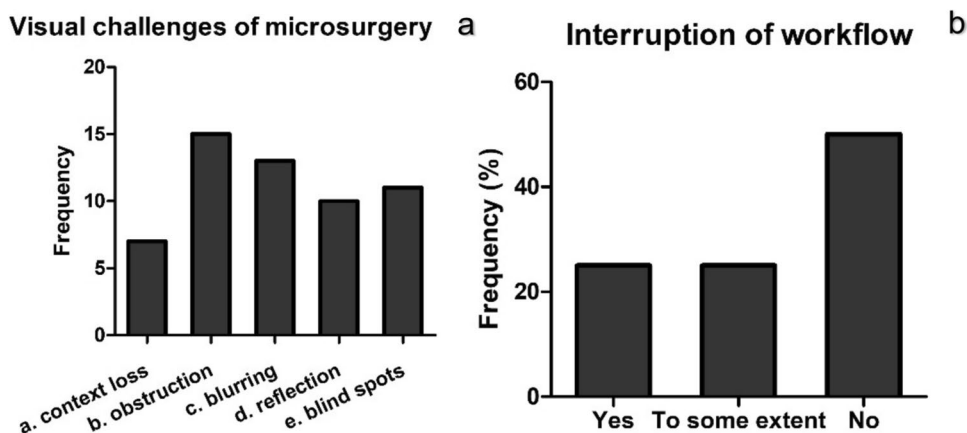 Visual challenges of microsurgery
a
Frequency
20
15
10
5
0
a. context loss
b. obstruction
c. blurring
d. reflection
e. blind spots
Interruption of workflow
b
Frequency (%)
60
40
20
0
Yes
To some extent
No